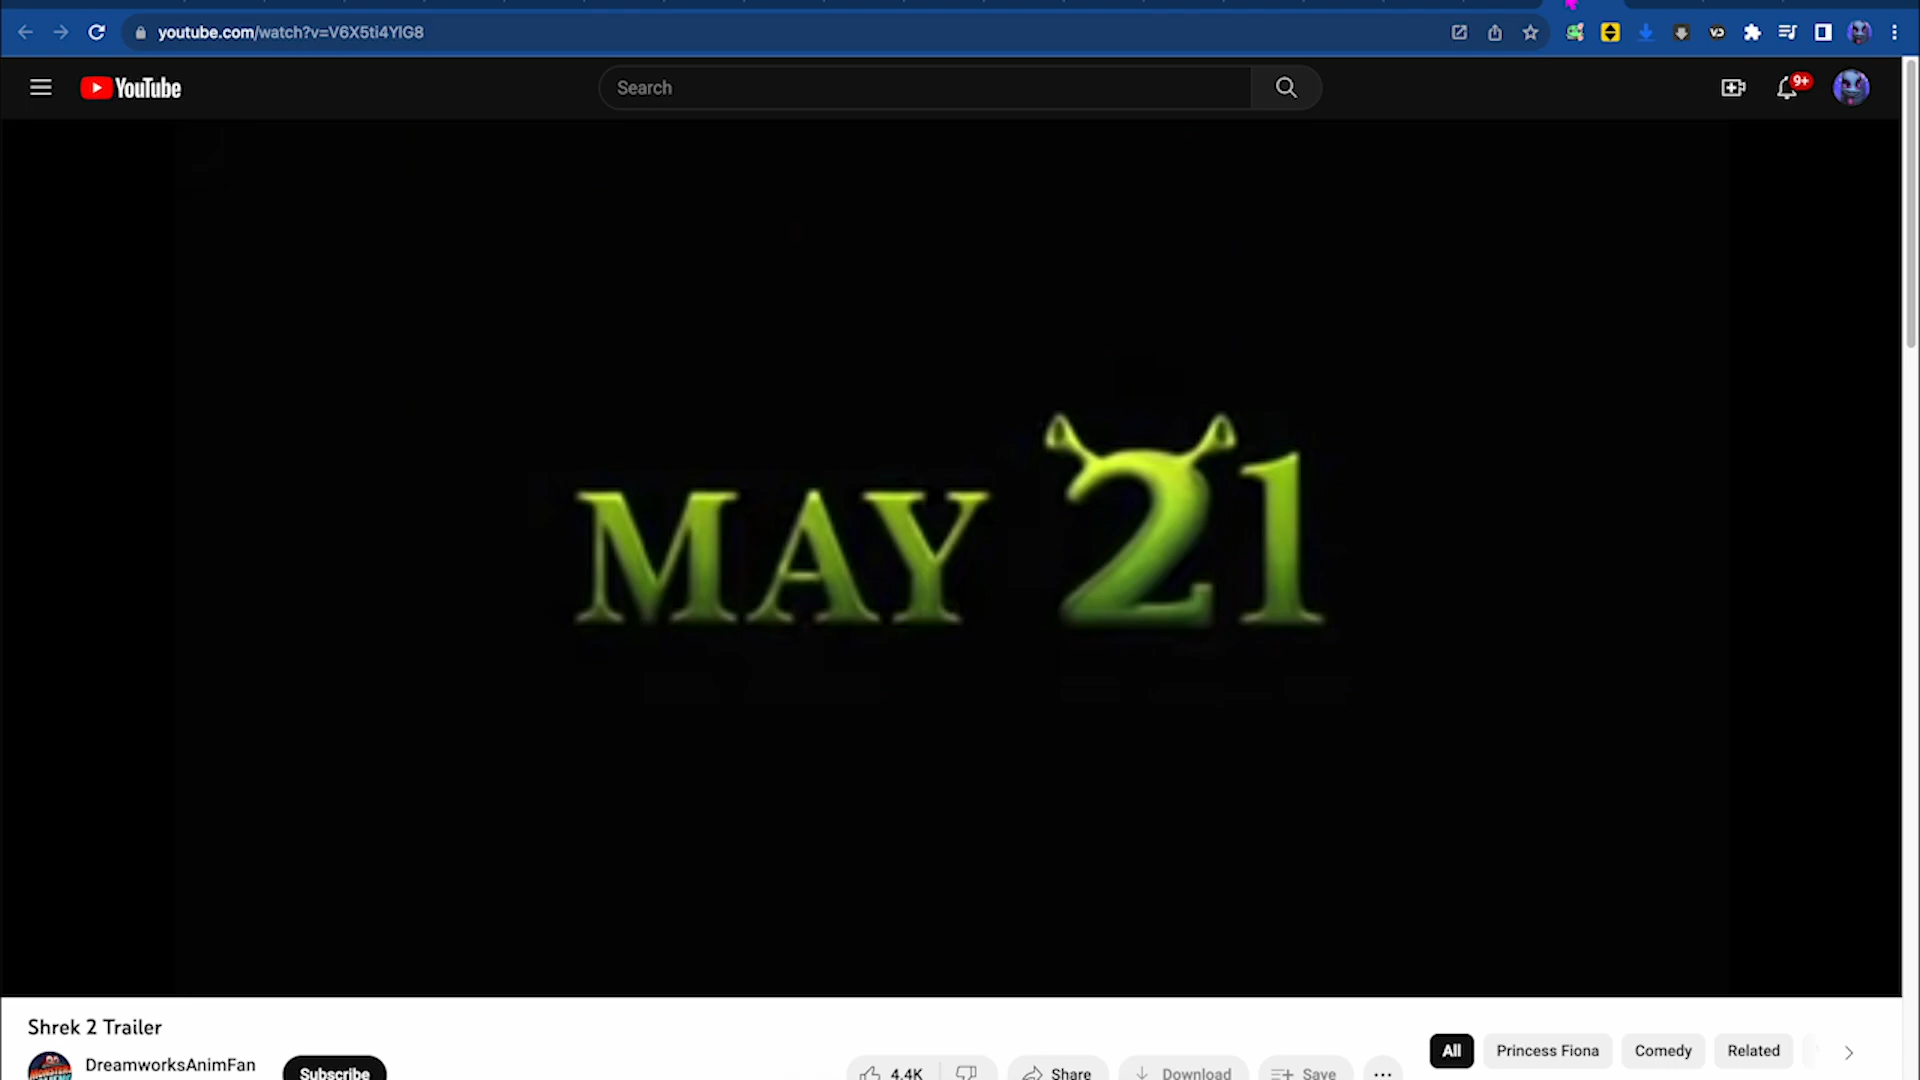 youtube.com/watch?v=V6X5ti4YIG8
YouTube
Search
9+
MAY 21
Shrek 2 Trailer
DreamworksAnimFan
Subscribe
4.4K
Share
Download
Save
All
Princess Fiona
Comedy
Related